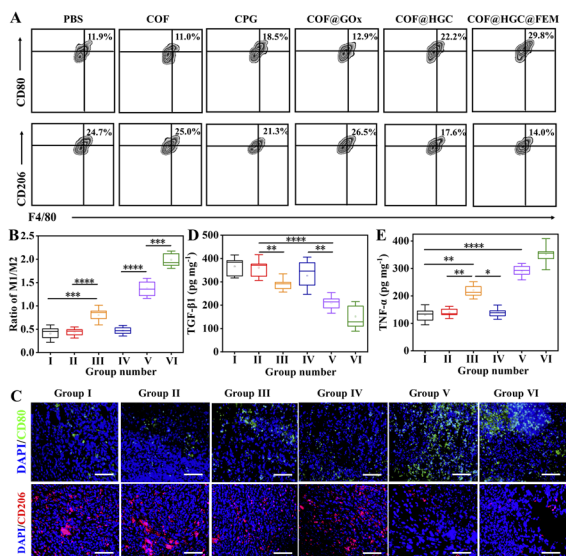 A
PBS COF CPG COF@GOx COF@HGC COF@HGC@FEM
11.9% 11.0% 18.5% 12.9% 22.2% 29.8%
CD80
24.7% 25.0% 21.3% 26.5% 17.6% 14.0%
CD206
F4/80
B
Ratio of M1/M2
2.5
2.0
1.5
1.0
0.5
0.0
*** **** **** ***
I II III IV V VI
Group number
D
TGF-β1 (pg mg⁻¹)
500
400
300
200
100
0
**** ** **
I II III IV V VI
Group number
E
TNF-α (pg mg⁻¹)
400
300
200
100
0
**** ** ** *
I II III IV V VI
Group number
C
Group I Group II Group III Group IV Group V Group VI
DAPI/CD80
DAPI/CD206